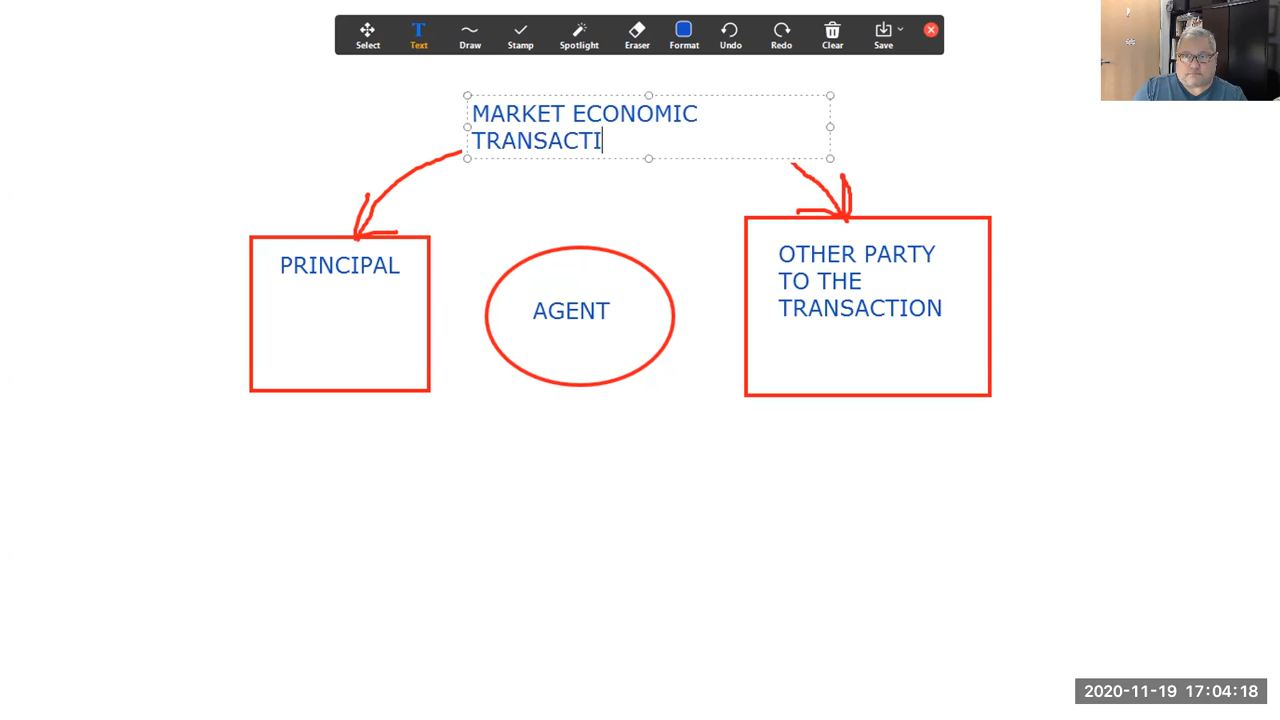 Select
Text
Draw
Stamp
Spotlight
Eraser
Format
Undo
Redo
Clear
Save
MARKET ECONOMIC
TRANSACTI
PRINCIPAL
AGENT
OTHER PARTY
TO THE
TRANSACTION
2020-11-19 17:04:18